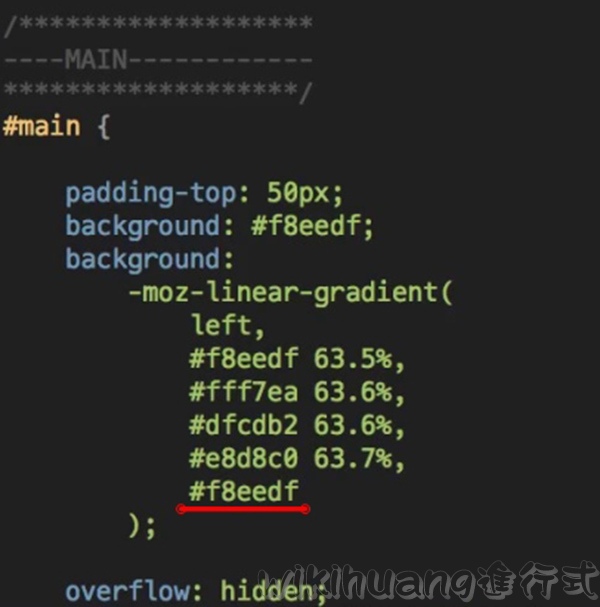 /*******************
----MAIN------------
*******************/
#main {
padding-top: 50px;
background: #f8eedf;
background:
-moz-linear-gradient(
left,
#f8eedf 63.5%,
#fff7ea 63.6%,
#dfcdb2 63.6%,
#e8d8c0 63.7%,
#f8eedf
);
overflow: hidden;
wikihuang進行式